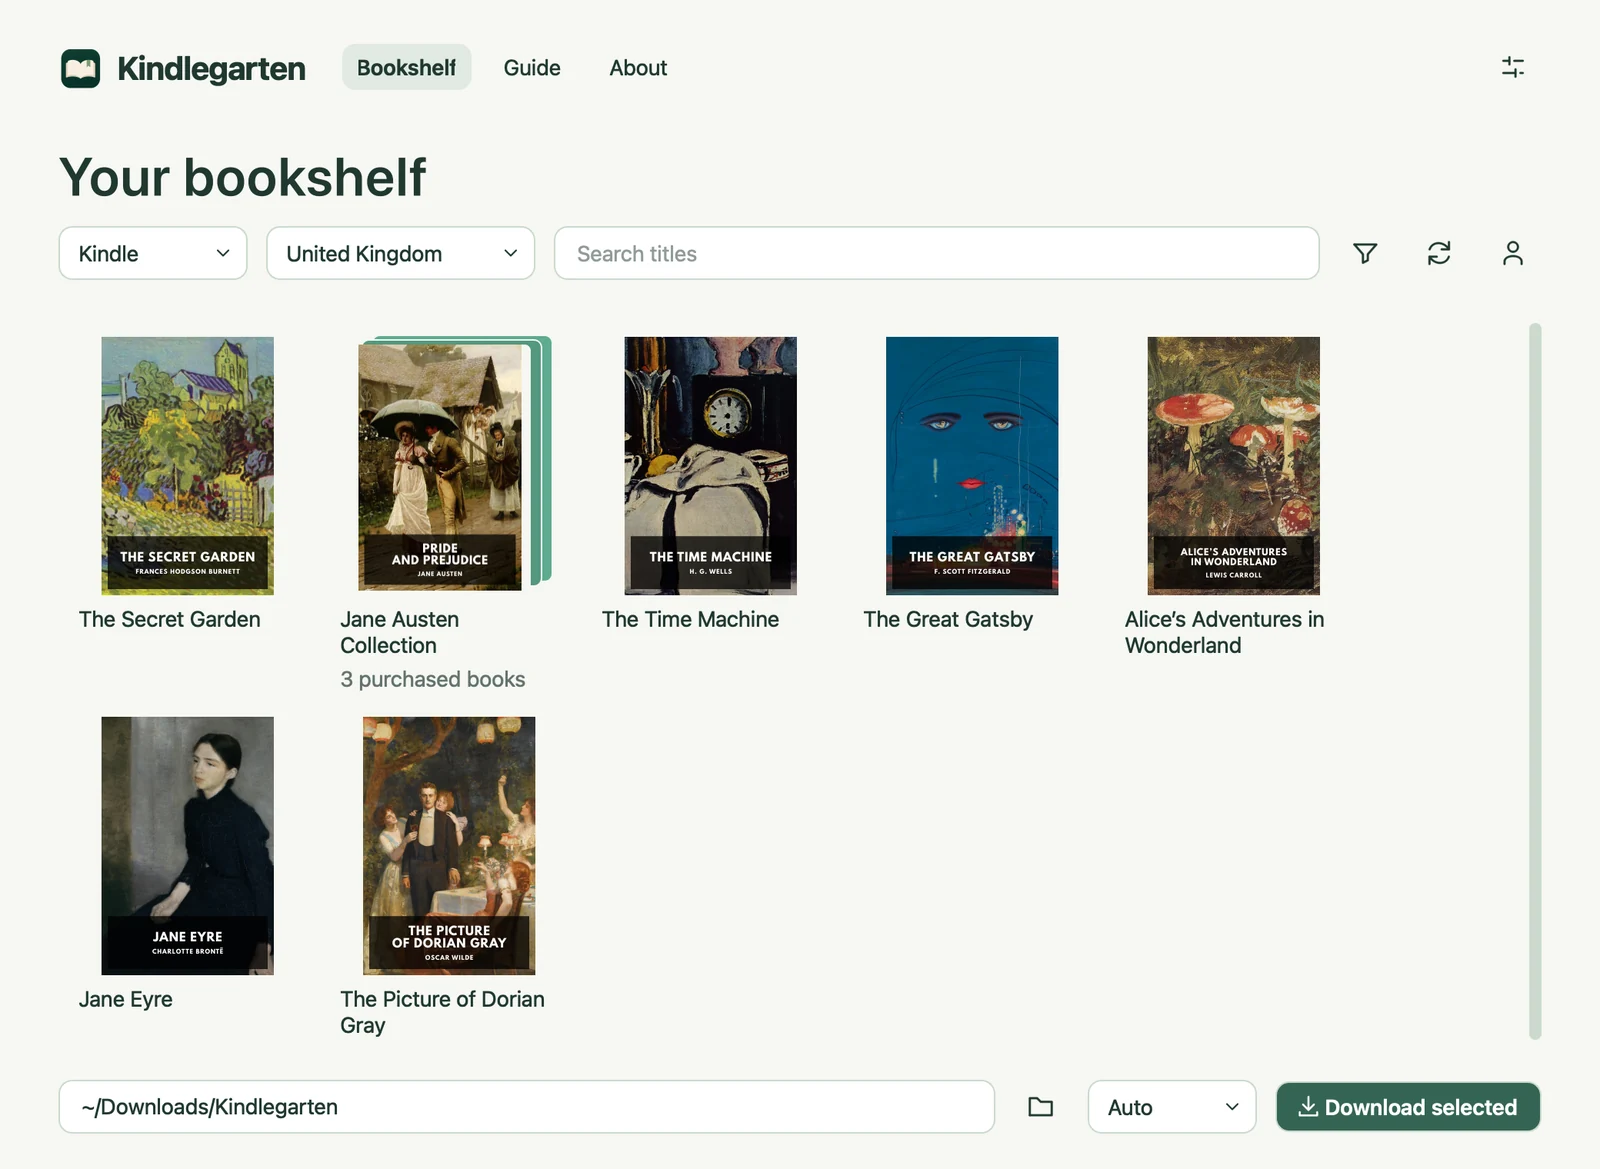 Kindlegarten
Bookshelf
Guide
About
Your bookshelf
Kindle
United Kingdom
Search titles
THE SECRET GARDEN
FRANCES HODGSON BURNETT
The Secret Garden
PRIDE
AND PREJUDICE
JANE AUSTEN
Jane Austen
Collection
3 purchased books
THE TIME MACHINE
H. G. WELLS
The Time Machine
THE GREAT GATSBY
F. SCOTT FITZGERALD
The Great Gatsby
ALICE'S ADVENTURES
IN WONDERLAND
LEWIS CARROLL
Alice’s Adventures in
Wonderland
JANE EYRE
CHARLOTTE BRONTË
Jane Eyre
THE PICTURE
OF DORIAN GRAY
OSCAR WILDE
The Picture of Dorian
Gray
~/Downloads/Kindlegarten
Auto
Download selected